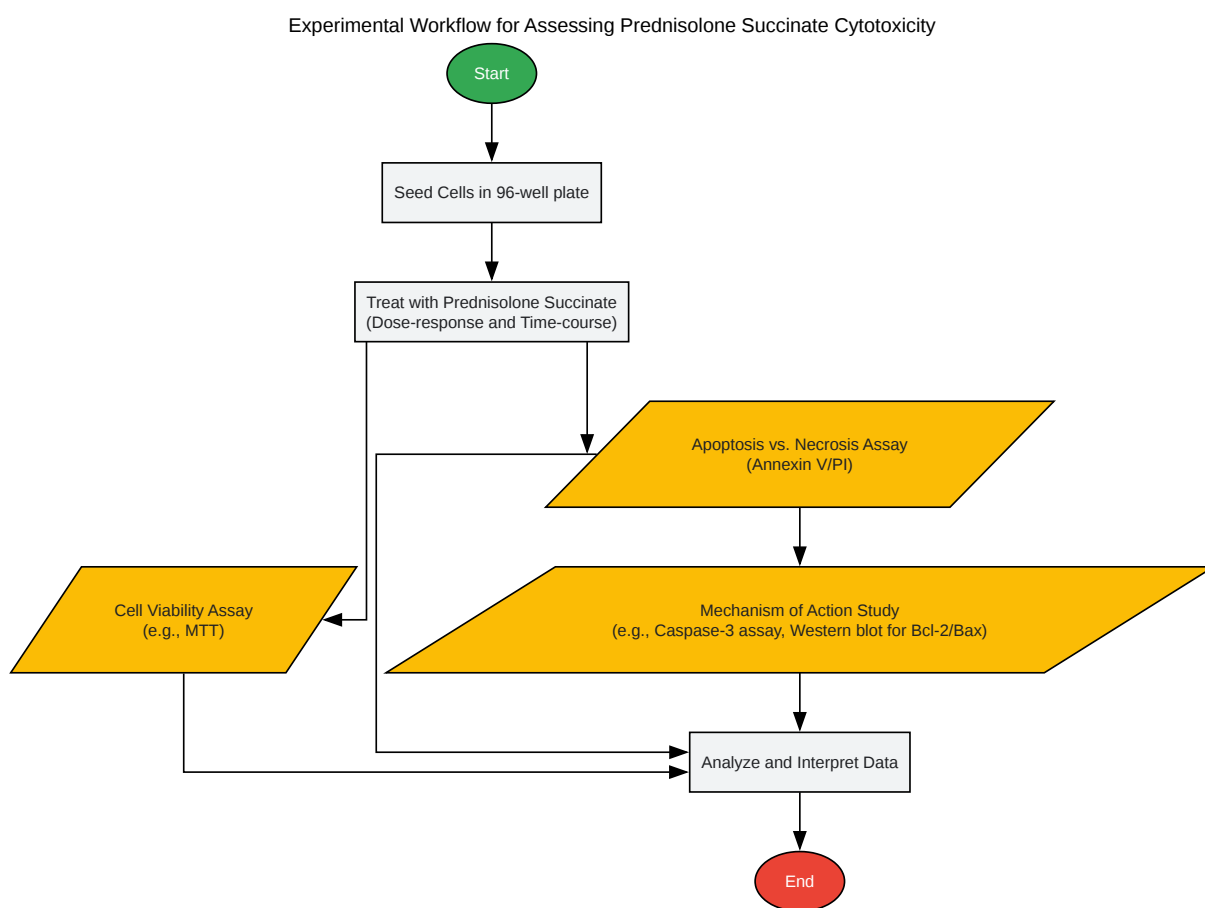 Experimental Workflow for Assessing Prednisolone Succinate Cytotoxicity
Start
Seed Cells in 96-well plate
Treat with Prednisolone Succinate
(Dose-response and Time-course)
Apoptosis vs. Necrosis Assay
(Annexin V/PI)
Cell Viability Assay
(e.g., MTT)
Mechanism of Action Study
(e.g., Caspase-3 assay, Western blot for Bcl-2/Bax)
Analyze and Interpret Data
End